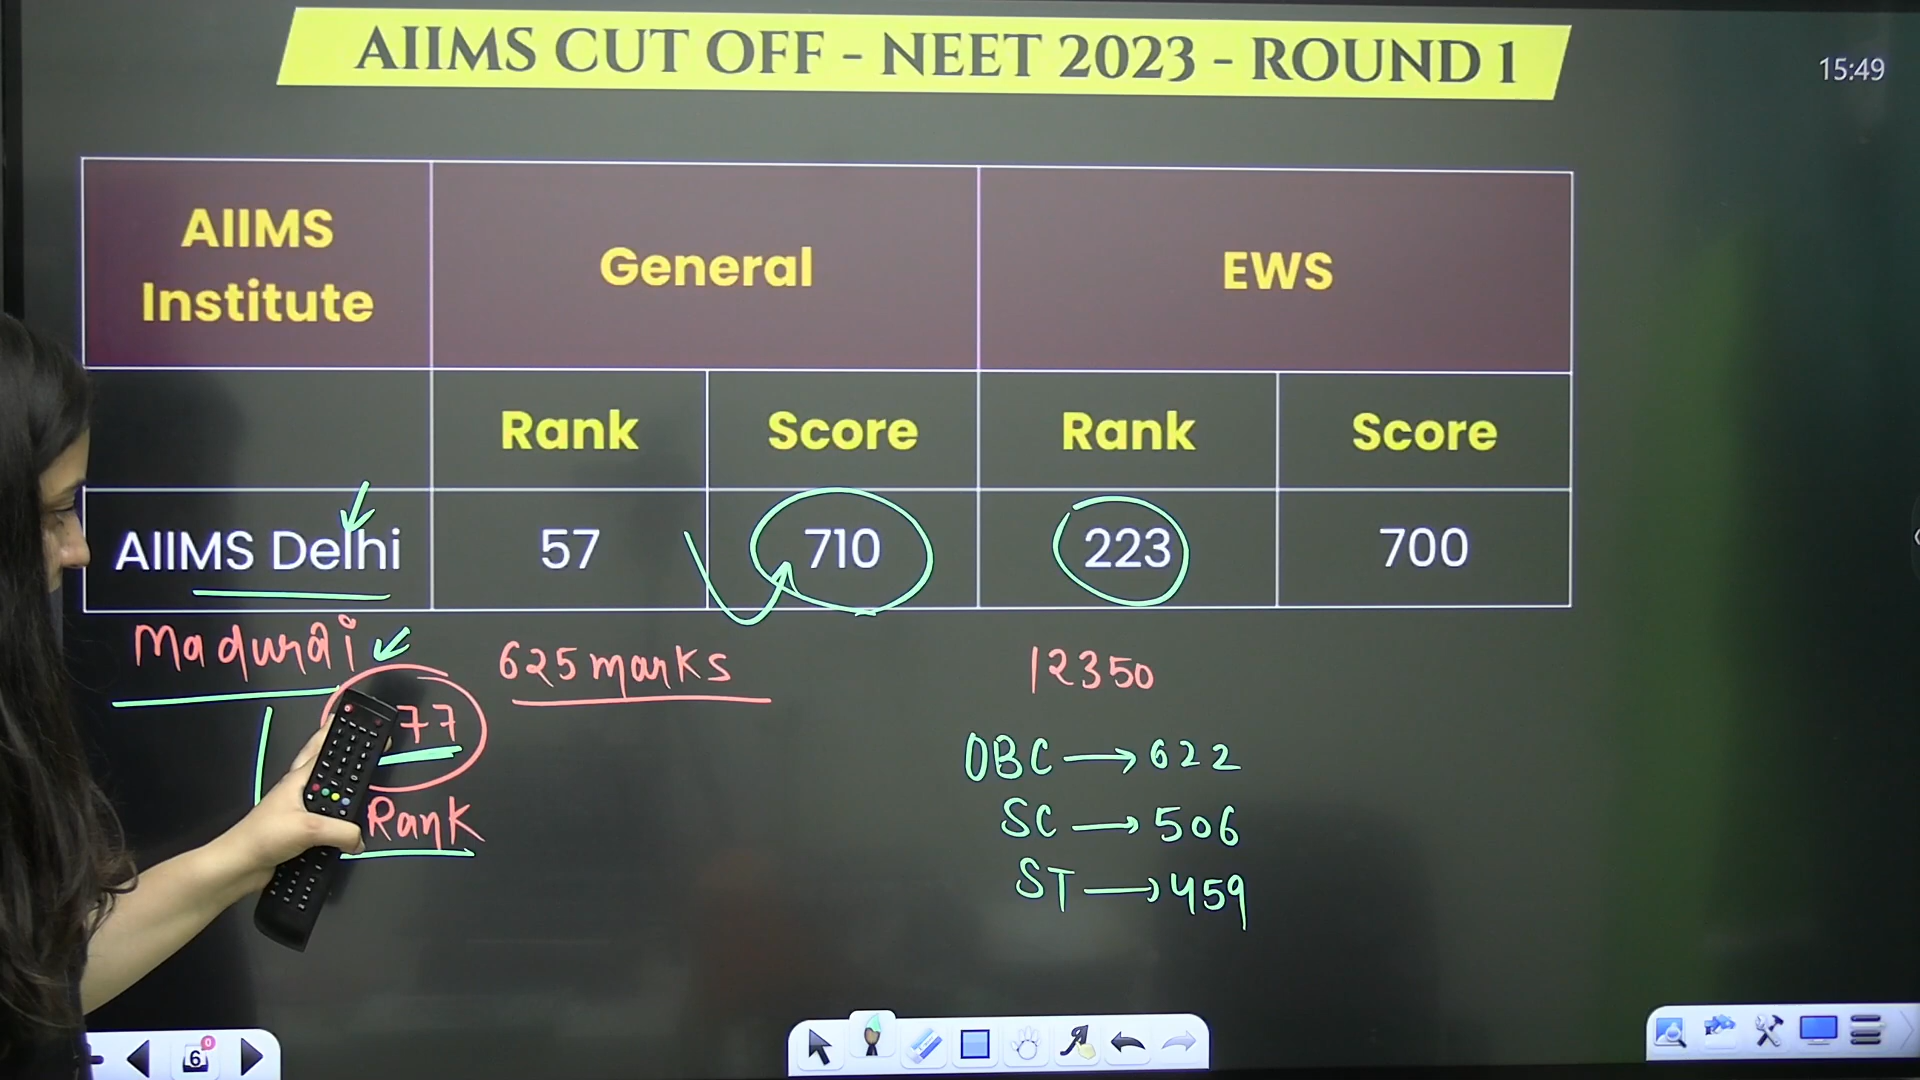 AIIMS CUT OFF - NEET 2023 - ROUND 1
15:49
AIIMS Institute General EWS
Rank Score Rank Score
AIIMS Delhi 57 710 223 700
Madurai 625 marks 12350
77
Rank
OBC → 622
SC → 506
ST → 459
6
0